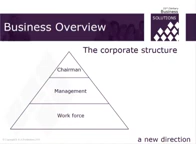 Business Overview
Business
SOLUTIONS
The corporate structure
Chairman
Management
Work force
a new direction